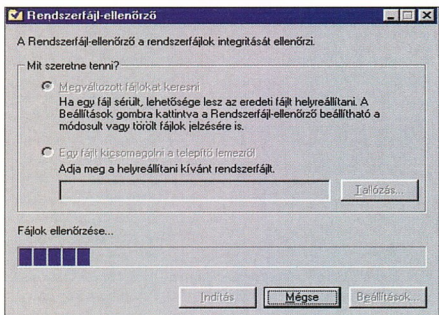 Rendszerfájl-ellenőrző
A Rendszerfájl-ellenőrző a rendszerfájlok integritását ellenőrzi.
Mit szeretne tenni?
Megváltozott fájlokat keresni
Ha egy fájl sérült, lehetősége lesz az eredeti fájlt helyreállítani. A
Beállítások gombra kattintva a Rendszerfájl-ellenőrző beállítható a
módosult vagy törölt fájlok jelzésére is.
Egy fájlt kicsomagolni a telepítő lemezről
Adja meg a helyreállítani kívánt rendszerfájlt.
Tallózás...
Fájlok ellenőrzése...
Indítás
Mégse
Beállítások...